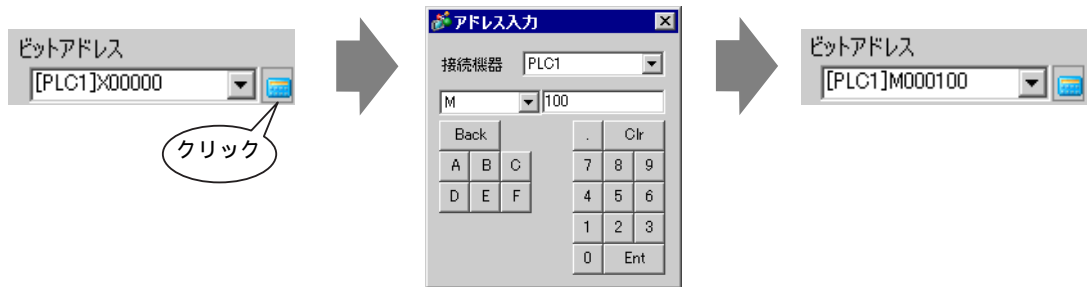 ビットアドレス
[PLC1]X00000
クリック
アドレス入力
接続機器 PLC1
M 100
Back . Clr
A B C 7 8 9
D E F 4 5 6
1 2 3
0 Ent
ビットアドレス
[PLC1]M000100